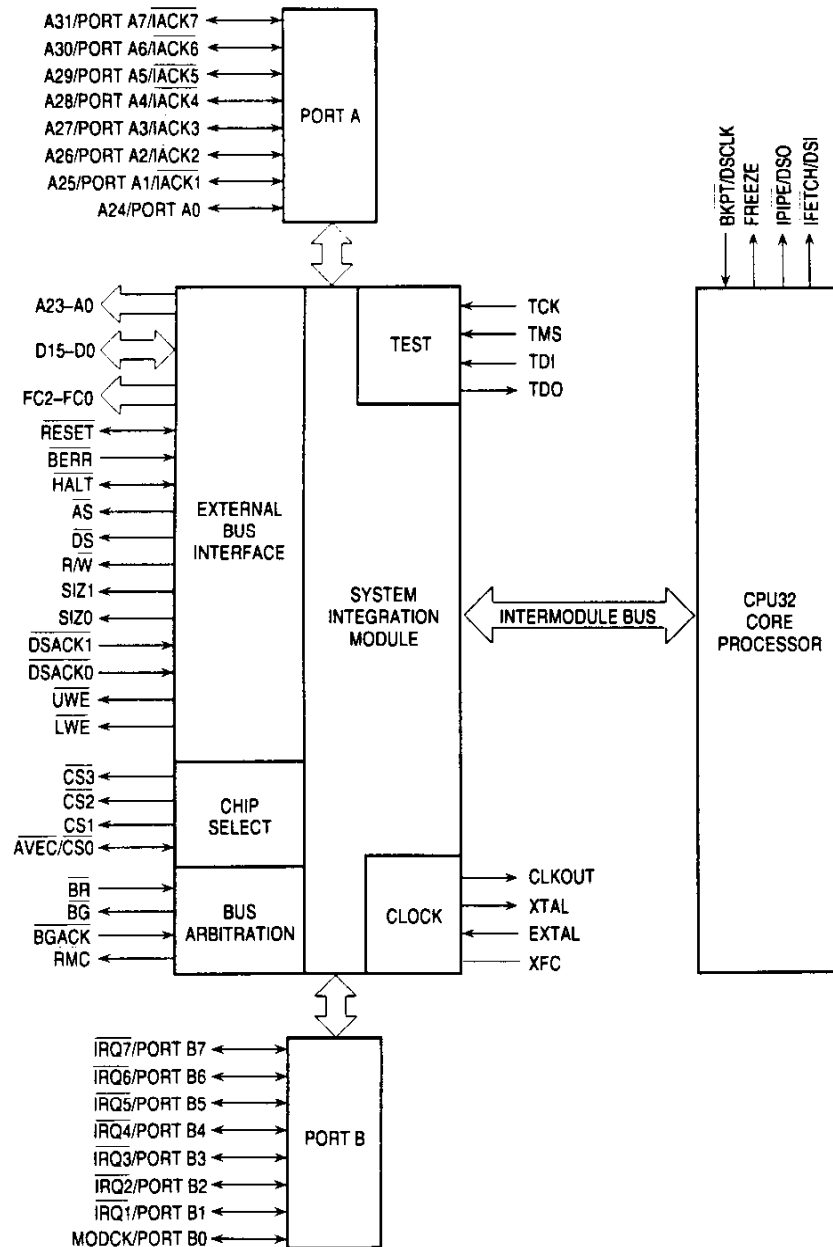 A31/PORT A7/IACK7
A30/PORT A6/IACK6
A29/PORT A5/IACK5
A28/PORT A4/IACK4
A27/PORT A3/IACK3
A26/PORT A2/IACK2
A25/PORT A1/IACK1
A24/PORT A0
PORT A
BKPT/DSCLK
FREEZE
IPIPE/DSO
IFETCH/DSI
A23–A0
D15–D0
FC2–FC0
RESET
BERR
HALT
AS
DS
R/W
SIZ1
SIZ0
DSACK1
DSACK0
UWE
LWE
EXTERNAL
BUS
INTERFACE
CS3
CS2
CS1
AVEC/CS0
CHIP
SELECT
BR
BG
BGACK
RMC
BUS
ARBITRATION
SYSTEM
INTEGRATION
MODULE
TEST
TCK
TMS
TDI
TDO
INTERMODULE BUS
CPU32
CORE
PROCESSOR
CLOCK
CLKOUT
XTAL
EXTAL
XFC
IRQ7/PORT B7
IRQ6/PORT B6
IRQ5/PORT B5
IRQ4/PORT B4
IRQ3/PORT B3
IRQ2/PORT B2
IRQ1/PORT B1
MODCK/PORT B0
PORT B